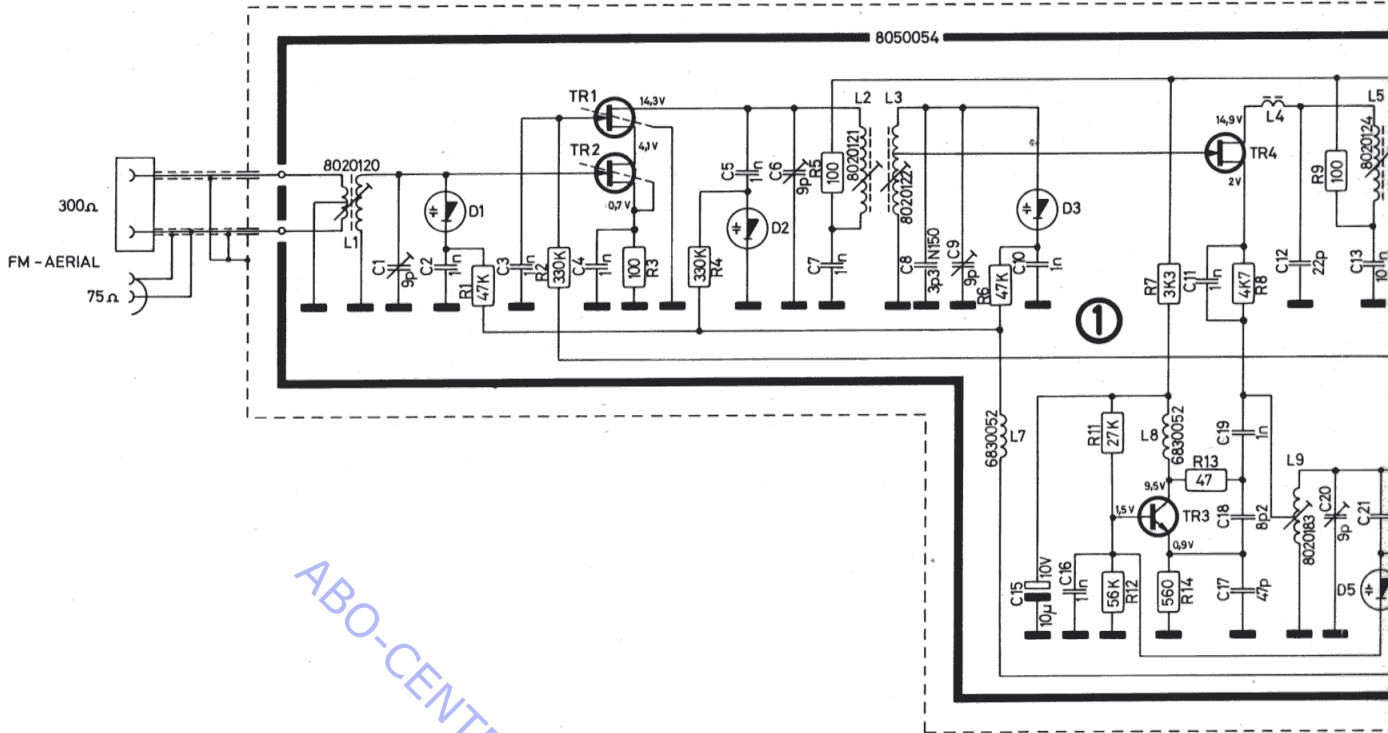 8050054
TR1
14,3V
L2
L3
L5
L4
14,9V
TR2
4,1V
8020120
C5
1n
C6
9p
R5
100
8020121
8020122
TR4
R9
100
8020124
2V
300Ω
D1
0,7V
D2
D3
L1
FM-AERIAL
75Ω
C1
9p
C2
1n
R1
47K
C3
1n
R2
330K
C4
1n
100
R3
330K
R4
C7
1n
C8
3p3
N150
C9
9p
R6
47K
C10
1n
R7
3K3
C11
1n
4K7
R8
C12
22p
C13
10n
1
L7
6830052
R11
27K
L8
6830052
C19
1n
R13
47
L9
9,5V
1,5V
TR3
C18
8p2
8020183
C20
9p
C21
0,9V
C15
10V
10µ
C16
1n
56K
R12
560
R14
C17
47p
D5
ABO-CENT